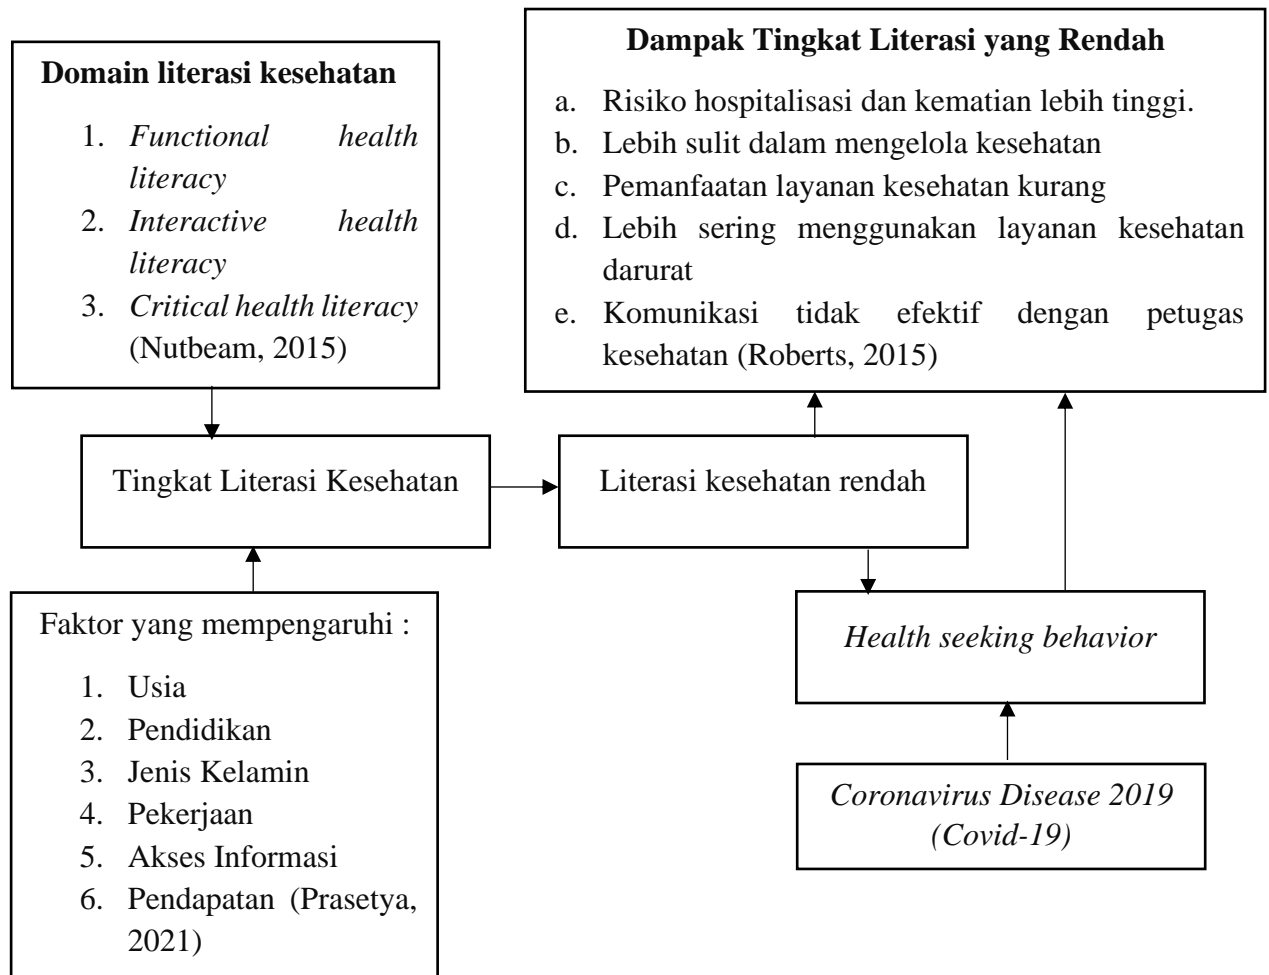 Domain literasi kesehatan
1. Functional health
literacy
2. Interactive health
literacy
3. Critical health literacy
(Nutbeam, 2015)
Dampak Tingkat Literasi yang Rendah
a. Risiko hospitalisasi dan kematian lebih tinggi.
b. Lebih sulit dalam mengelola kesehatan
c. Pemanfaatan layanan kesehatan kurang
d. Lebih sering menggunakan layanan kesehatan
darurat
e. Komunikasi tidak efektif dengan petugas
kesehatan (Roberts, 2015)
Tingkat Literasi Kesehatan
Literasi kesehatan rendah
Faktor yang mempengaruhi :
1. Usia
2. Pendidikan
3. Jenis Kelamin
4. Pekerjaan
5. Akses Informasi
6. Pendapatan (Prasetya,
2021)
Health seeking behavior
Coronavirus Disease 2019
(Covid-19)